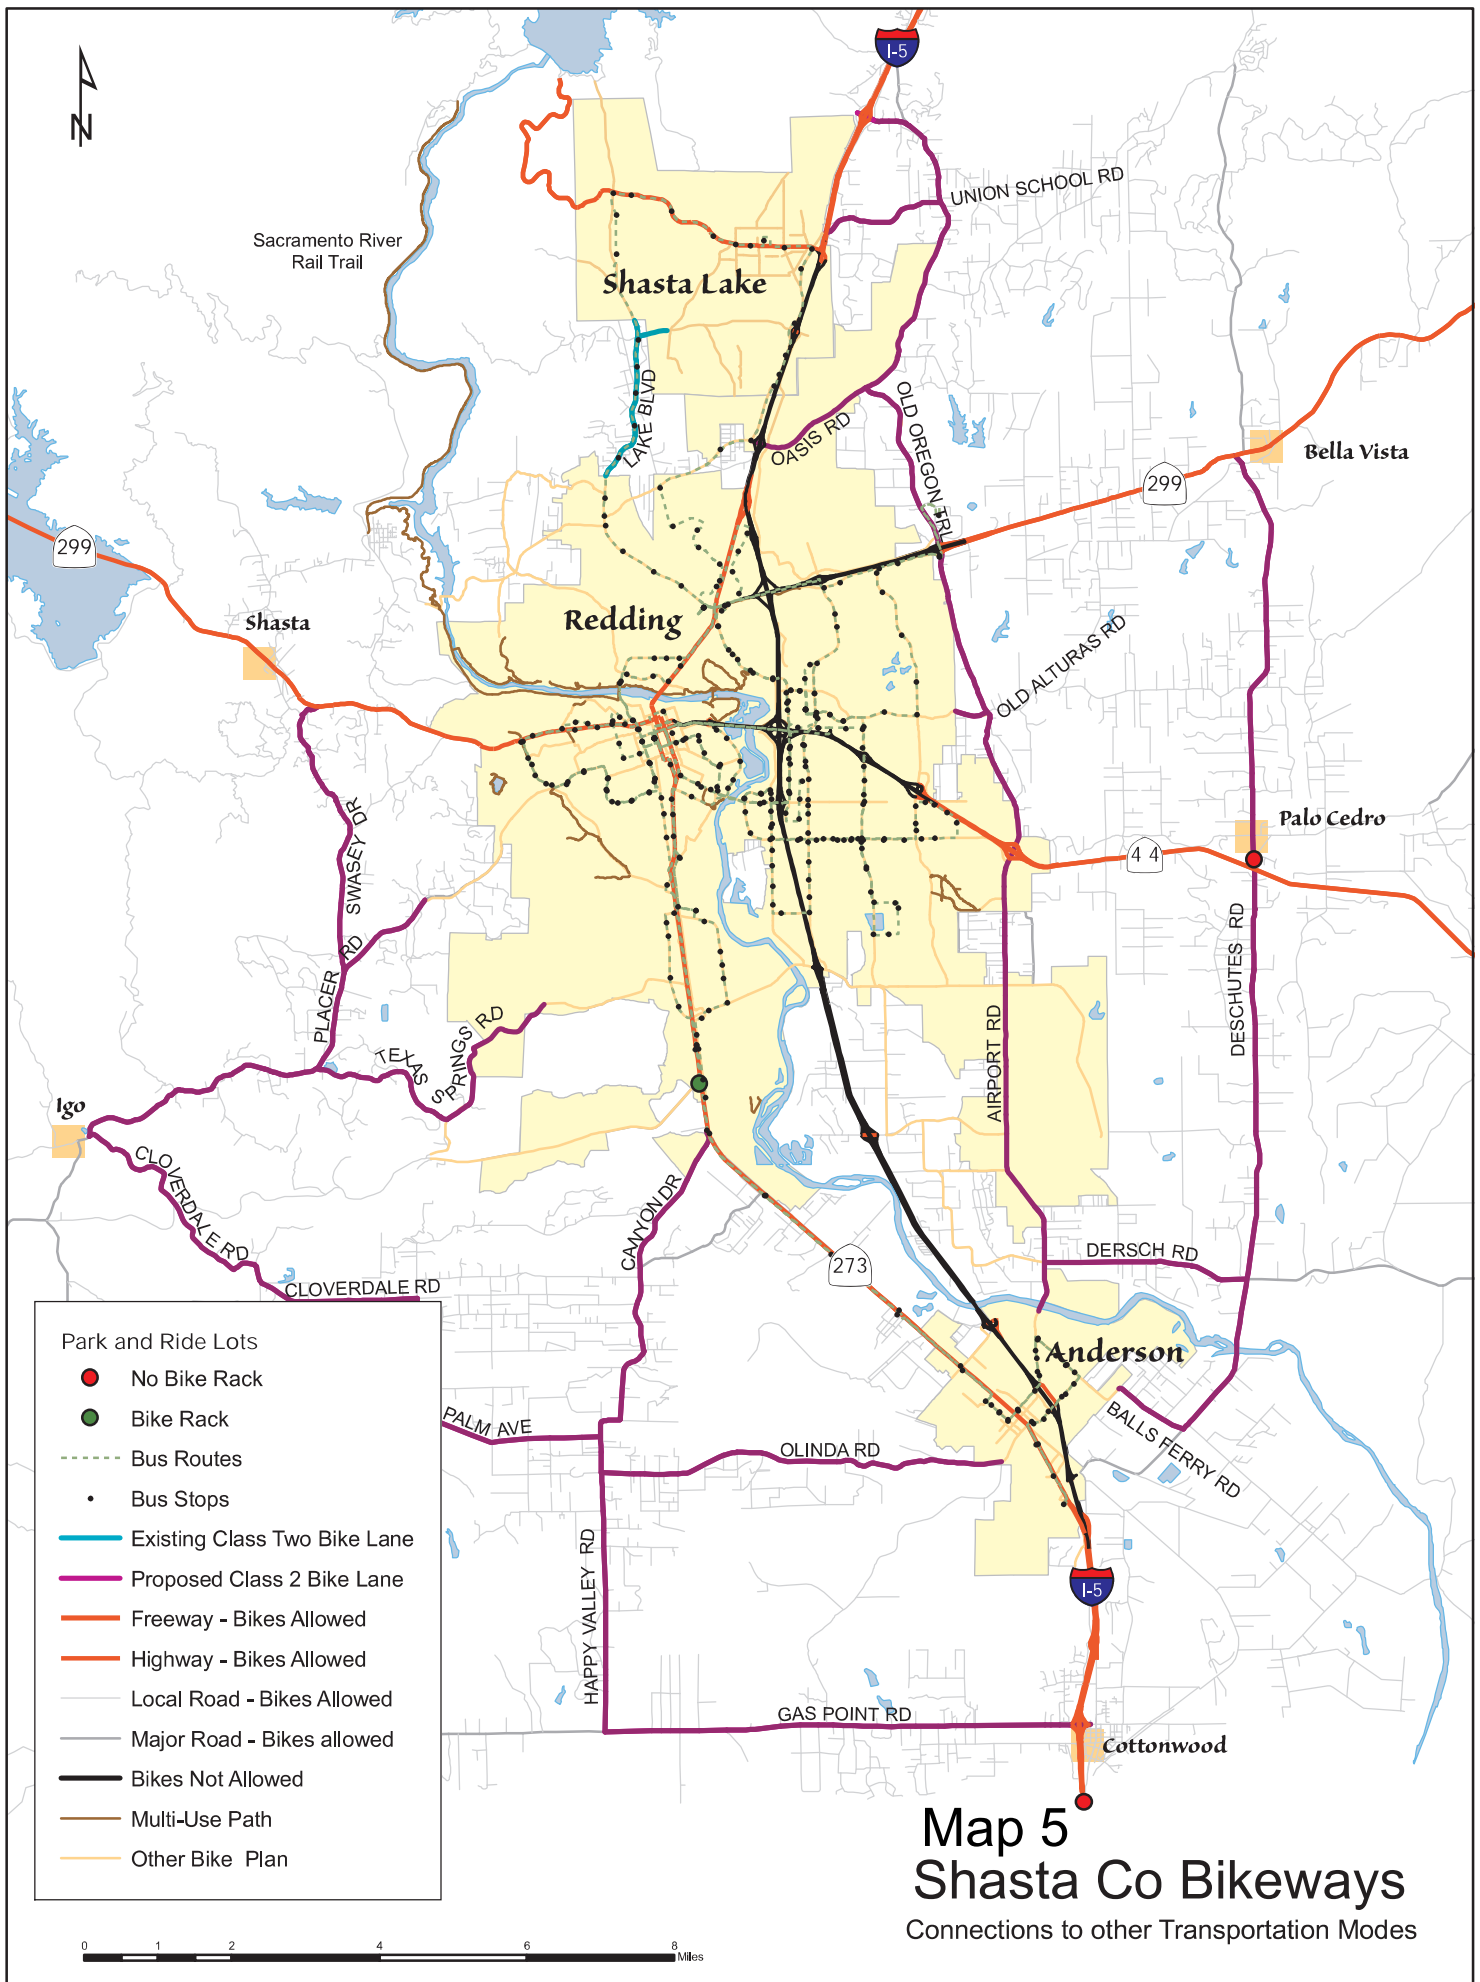 I-5
N
UNION SCHOOL RD
Sacramento River
Rail Trail
Shasta Lake
LAKE BLVD
OASIS RD
OLD OREGON TRL
Bella Vista
299
299
Redding
Shasta
OLD ALTURAS RD
SWASEY DR
Palo Cedro
4 4
PLACER RD
DESCHUTES RD
AIRPORT RD
TEXAS SPRINGS RD
Igo
CLOVERDALE RD
CANYON DR
DERSCH RD
273
CLOVERDALE RD
Anderson
PALM AVE
OLINDA RD
BALLS FERRY RD
HAPPY VALLEY RD
I-5
GAS POINT RD
Cottonwood
Park and Ride Lots
No Bike Rack
Bike Rack
Bus Routes
Bus Stops
Existing Class Two Bike Lane
Proposed Class 2 Bike Lane
Freeway - Bikes Allowed
Highway - Bikes Allowed
Local Road - Bikes Allowed
Major Road - Bikes allowed
Bikes Not Allowed
Multi-Use Path
Other Bike Plan
Map 5
Shasta Co Bikeways
Connections to other Transportation Modes
0 1 2 4 6 8
Miles